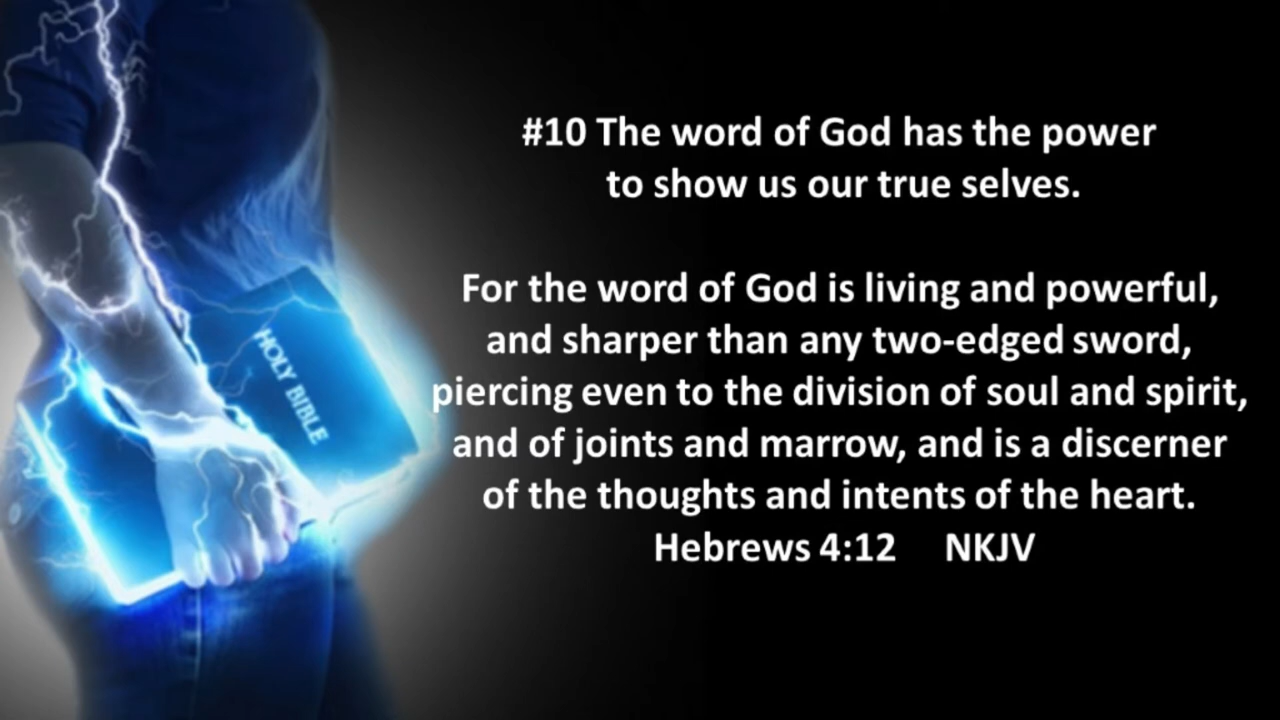 #10 The word of God has the power
to show us our true selves.
For the word of God is living and powerful,
and sharper than any two-edged sword,
piercing even to the division of soul and spirit,
and of joints and marrow, and is a discerner
of the thoughts and intents of the heart.
Hebrews 4:12 NKJV
HOLY BIBLE